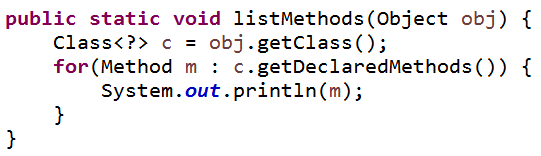 public static void listMethods(Object obj) {
    Class<?> c = obj.getClass();
    for(Method m : c.getDeclaredMethods()) {
        System.out.println(m);
    }
}